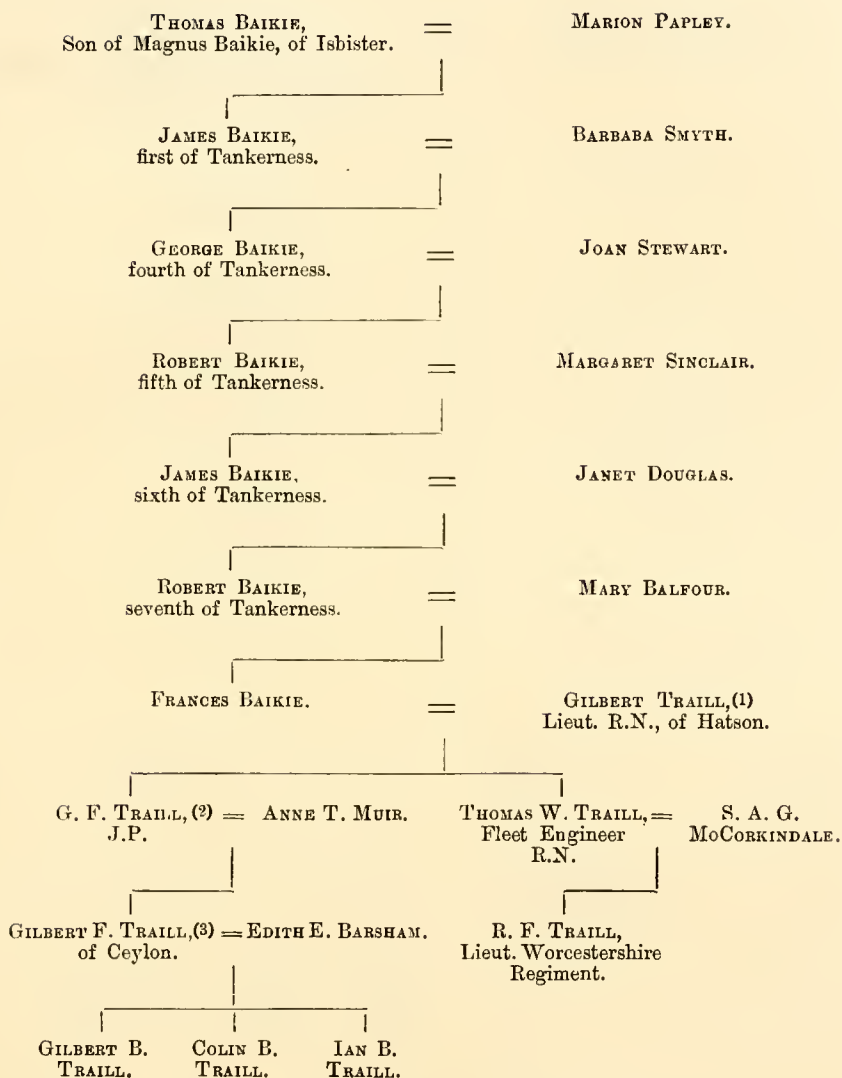 THOMAS BAIKIE, = MARION PAPLEY.
Son of Magnus Baikie, of Isbister.
JAMES BAIKIE, = BARBABA SMYTH.
first of Tankerness.
GEORGE BAIKIE, = JOAN STEWART.
fourth of Tankerness.
ROBERT BAIKIE, = MARGARET SINCLAIR.
fifth of Tankerness.
JAMES BAIKIE, = JANET DOUGLAS.
sixth of Tankerness.
ROBERT BAIKIE, = MARY BALFOUR.
seventh of Tankerness.
FRANCES BAIKIE. = GILBERT TRAILL,(1)
Lieut. R.N., of Hatson.
G. F. TRAILL,(2) = ANNE T. MUIR.
J.P.
THOMAS W. TRAILL, = S. A. G.
Fleet Engineer MOCORKINDALE.
R.N.
GILBERT F. TRAILL,(3) = EDITH E. BARSHAM.
of Ceylon.
R. F. TRAILL,
Lieut. Worcestershire
Regiment.
GILBERT B. COLIN B. IAN B.
TRAILL. TRAILL. TRAILL.